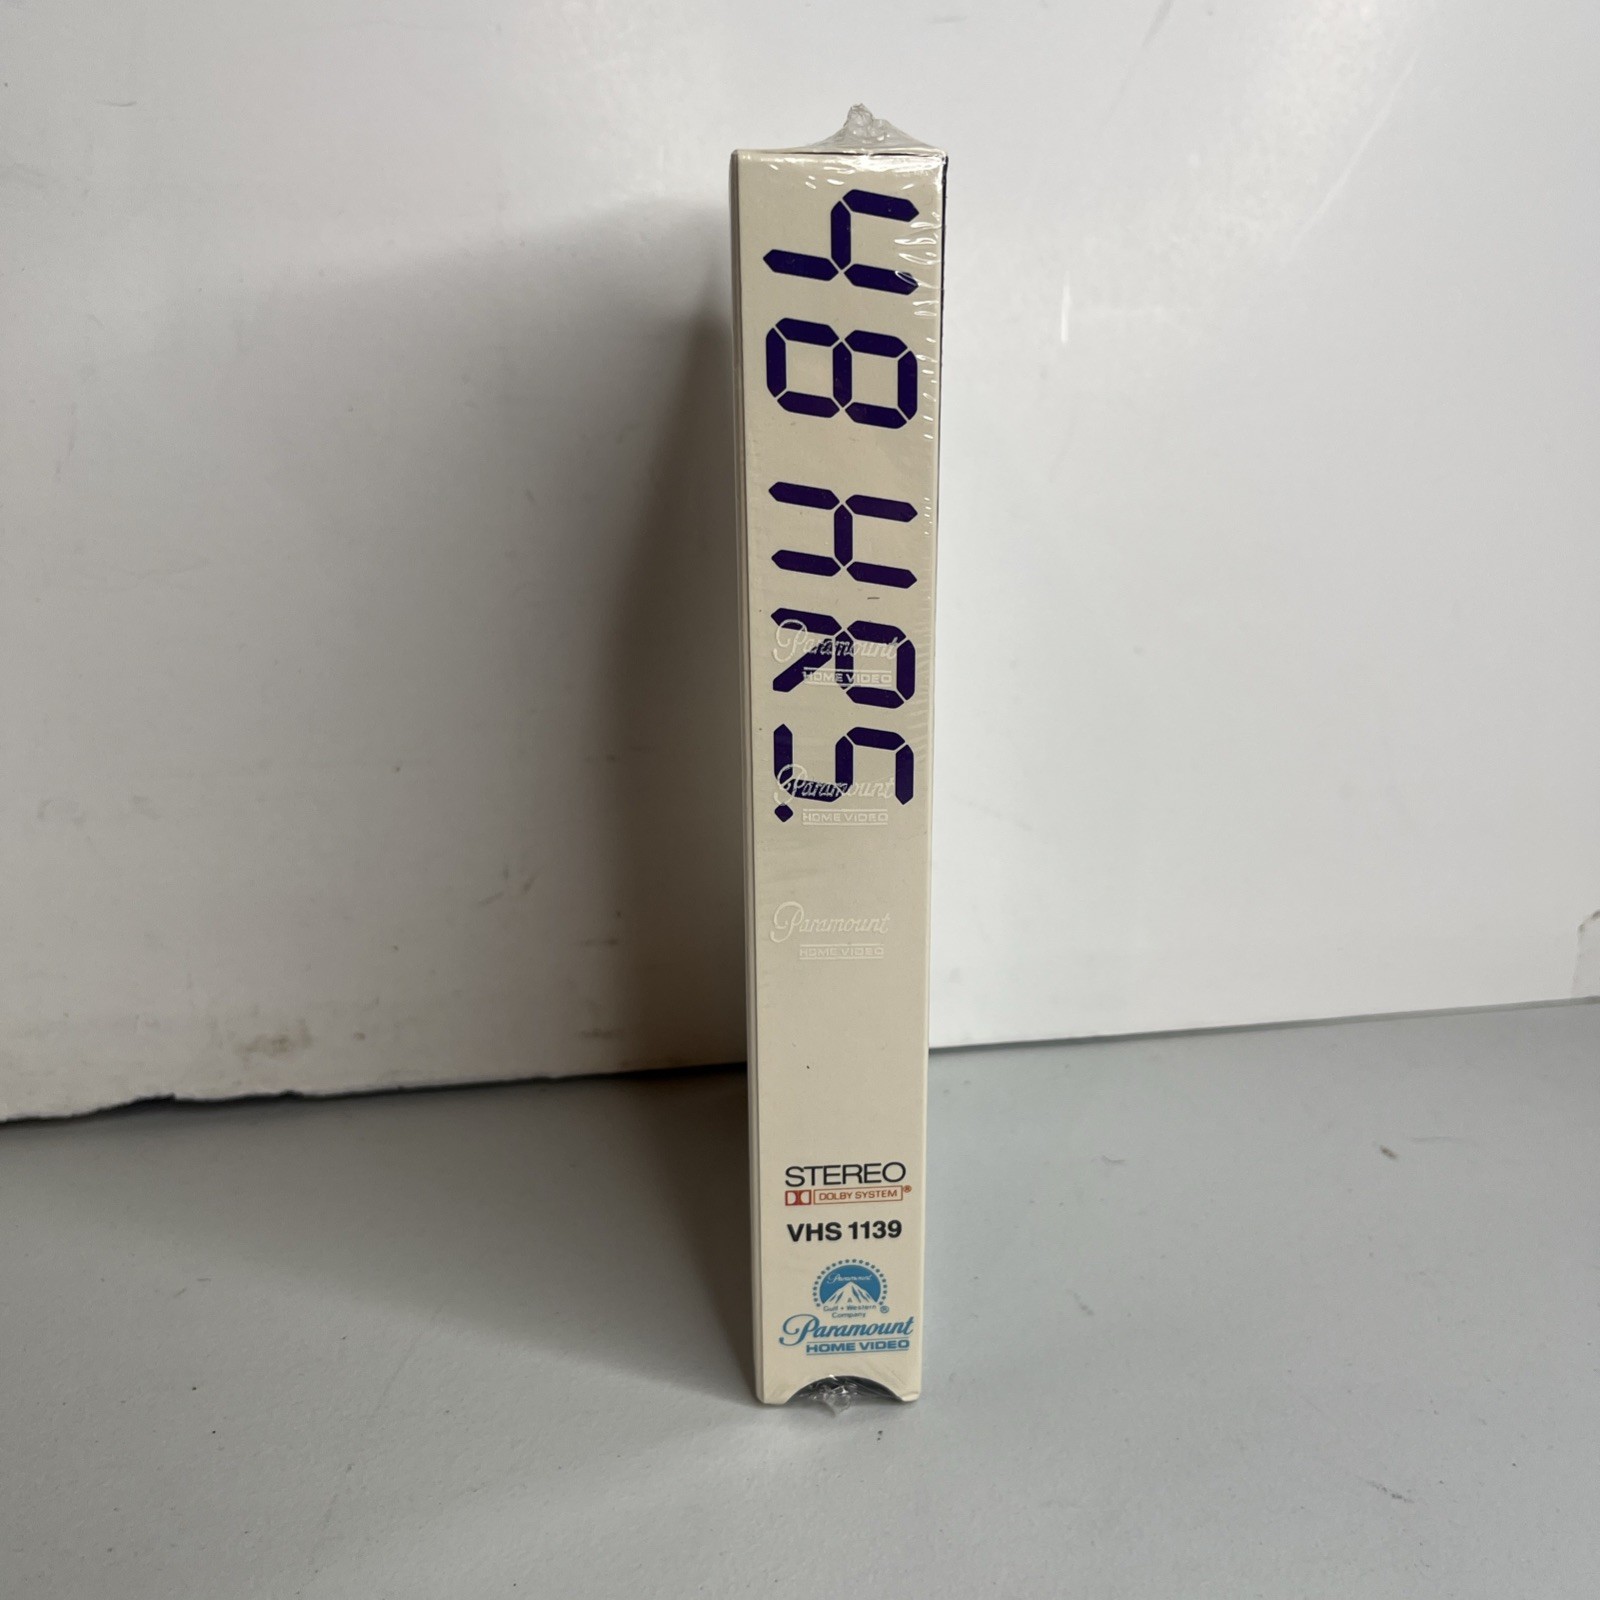 48 HRS.
Paramount
HOME VIDEO
Paramount
HOME VIDEO
Paramount
HOME VIDEO
STEREO
DOLBY SYSTEM®
VHS 1139
Paramount
Gulf + Western
Company
®
Paramount
HOME VIDEO